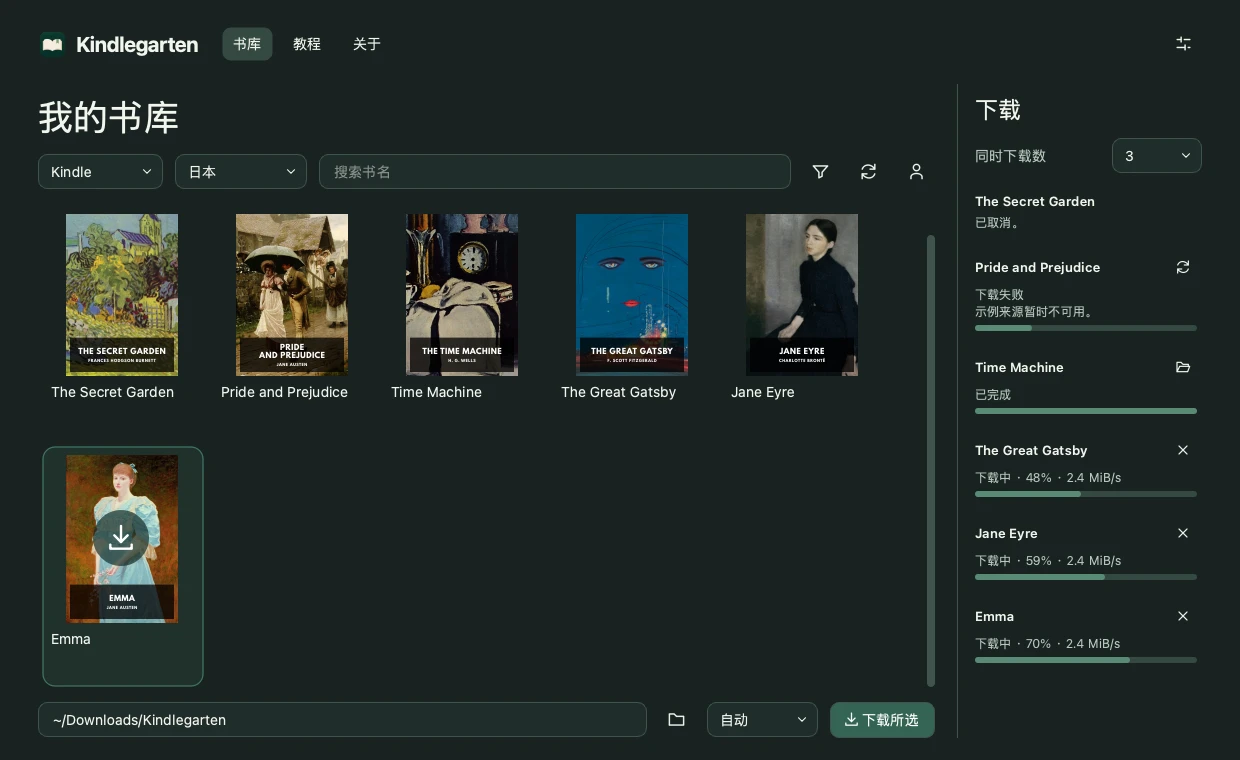 Kindlegarten
书库
教程
关于
我的书库
Kindle
日本
搜索书名
THE SECRET GARDEN
FRANCES HODGSON BURNETT
The Secret Garden
PRIDE
AND PREJUDICE
JANE AUSTEN
Pride and Prejudice
THE TIME MACHINE
H. G. WELLS
Time Machine
THE GREAT GATSBY
F. SCOTT FITZGERALD
The Great Gatsby
JANE EYRE
CHARLOTTE BRONTË
Jane Eyre
EMMA
JANE AUSTEN
Emma
~/Downloads/Kindlegarten
自动
下载所选
下载
同时下载数
3
The Secret Garden
已取消。
Pride and Prejudice
下载失败
示例来源暂时不可用。
Time Machine
已完成
The Great Gatsby
下载中 · 48% · 2.4 MiB/s
Jane Eyre
下载中 · 59% · 2.4 MiB/s
Emma
下载中 · 70% · 2.4 MiB/s